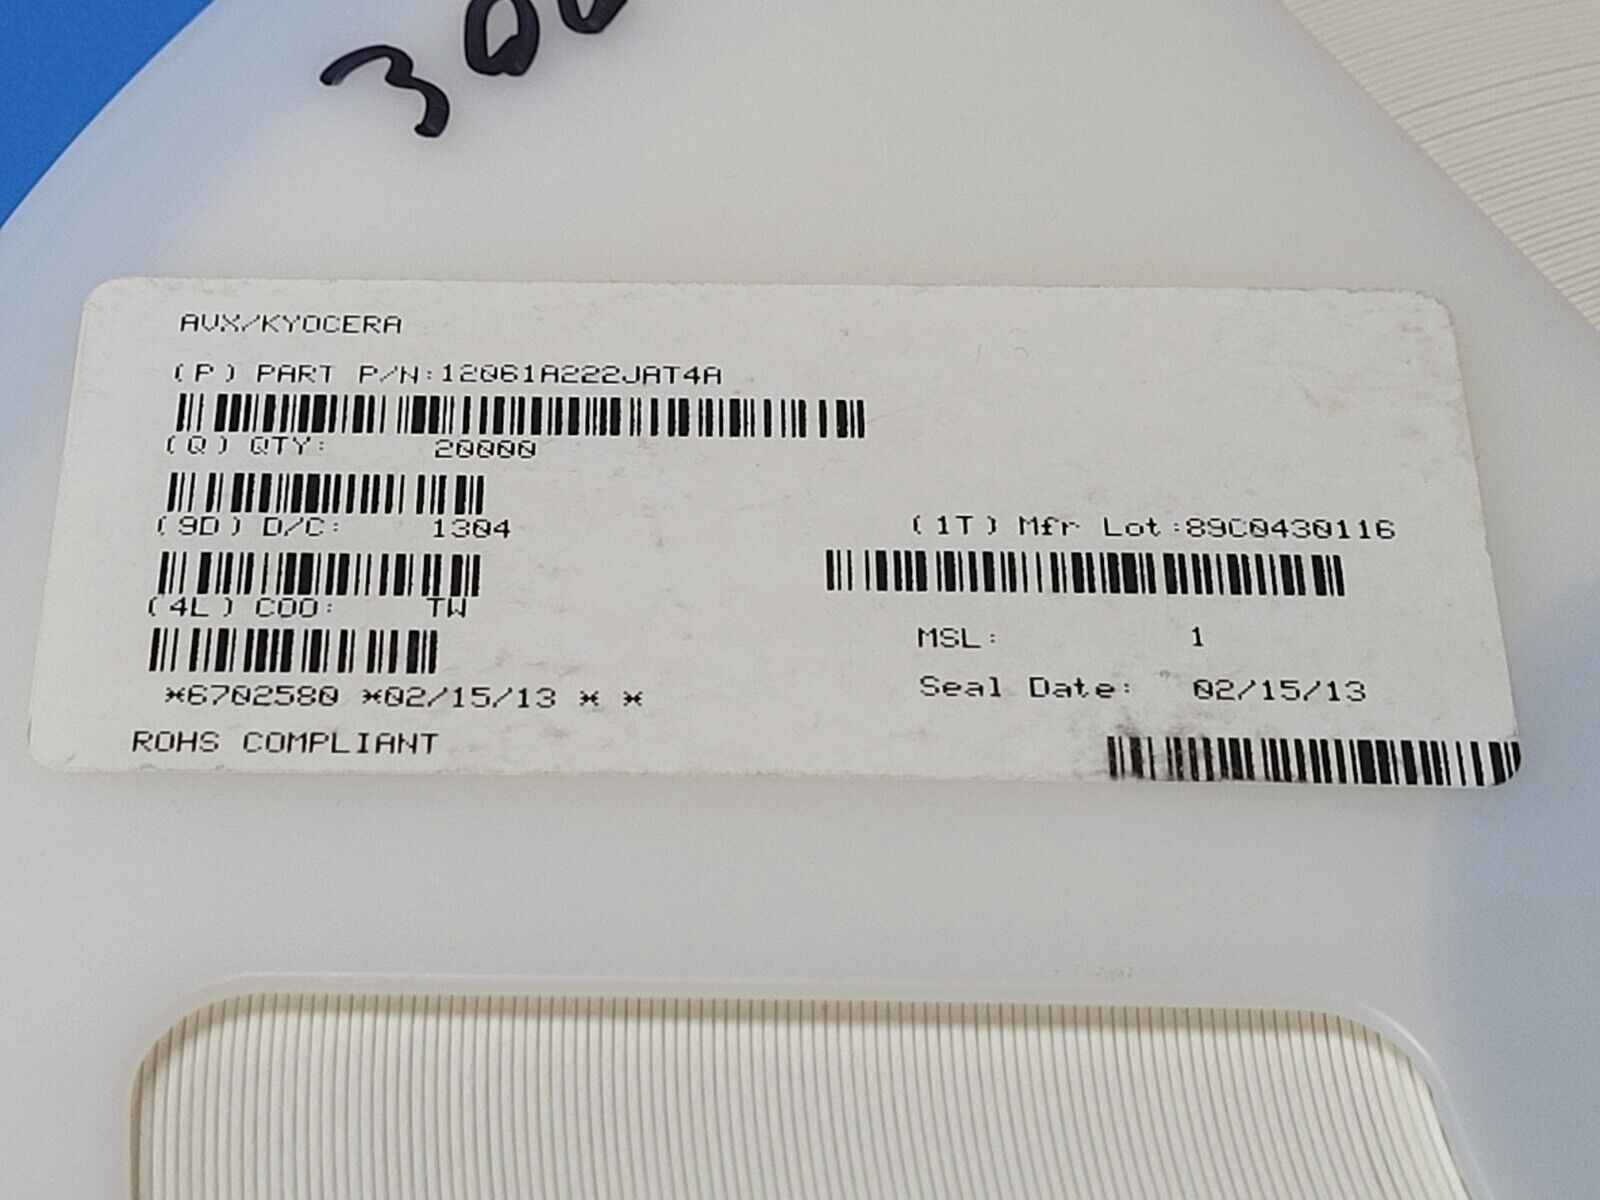 AVX/KYOCERA
(P) PART P/N:12061A222JAT4A
(Q) QTY: 20000
(9D) D/C: 1304
(1T) Mfr Lot:89C0430116
(4L) COO: TW
MSL: 1
*6702580 *02/15/13 * *
Seal Date: 02/15/13
ROHS COMPLIANT